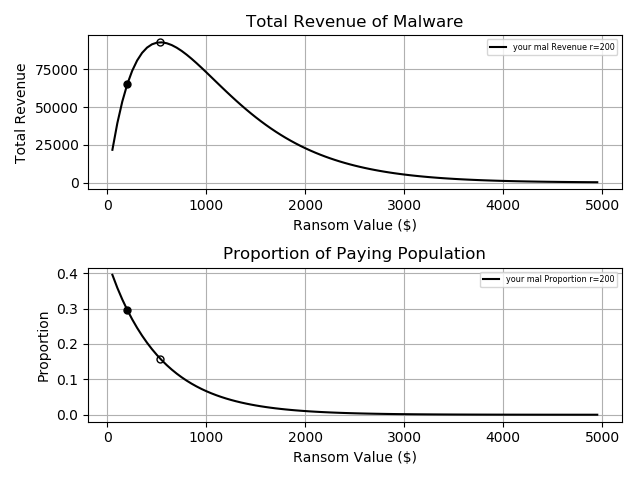 Total Revenue of Malware
your mal Revenue r=200
75000
50000
25000
0
Total Revenue
0 1000 2000 3000 4000 5000
Ransom Value ($)
Proportion of Paying Population
your mal Proportion r=200
0.4
0.3
0.2
0.1
0.0
Proportion
0 1000 2000 3000 4000 5000
Ransom Value ($)